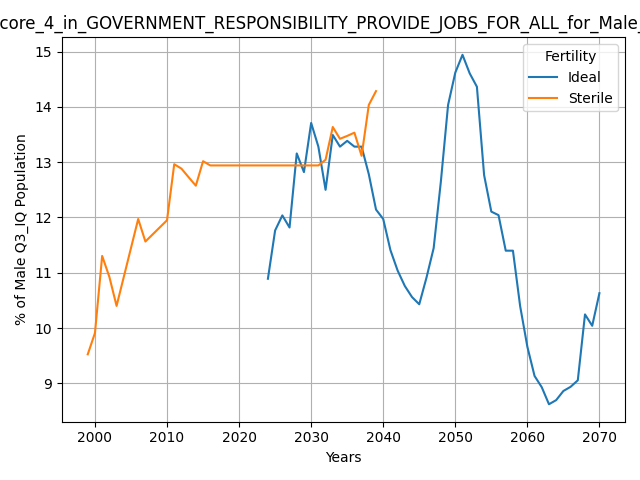 core_4_in_GOVERNMENT_RESPONSIBILITY_PROVIDE_JOBS_FOR_ALL_for_Male_
Fertility
Ideal
Sterile
% of Male Q3_IQ Population
15
14
13
12
11
10
9
2000 2010 2020 2030 2040 2050 2060 2070
Years